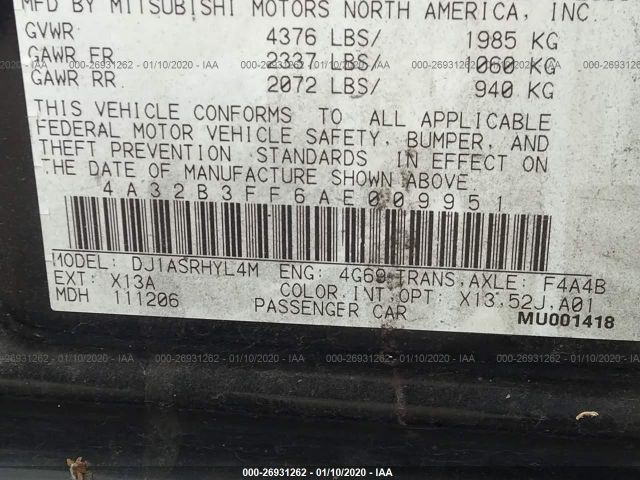 MFD BY MITSUBISHI MOTORS NORTH AMERICA, INC.
GVWR 4376 LBS/ 1985 KG
GAWR FR 2337 LBS/ 1060 KG
GAWR RR 2072 LBS/ 940 KG
THIS VEHICLE CONFORMS TO ALL APPLICABLE
FEDERAL MOTOR VEHICLE SAFETY, BUMPER, AND
THEFT PREVENTION STANDARDS IN EFFECT ON
THE DATE OF MANUFACTURE SHOWN ABOVE
4A32B3FF6AE009951
MODEL: DJ1ASRHYL4M ENG: 4G69 TRANS,AXLE: F4A4B
EXT: X13A COLOR,INT,OPT: X13,52J,A01
MDH 111206 PASSENGER CAR
MU001418
000-26931262 - 01/10/2020 - IAA